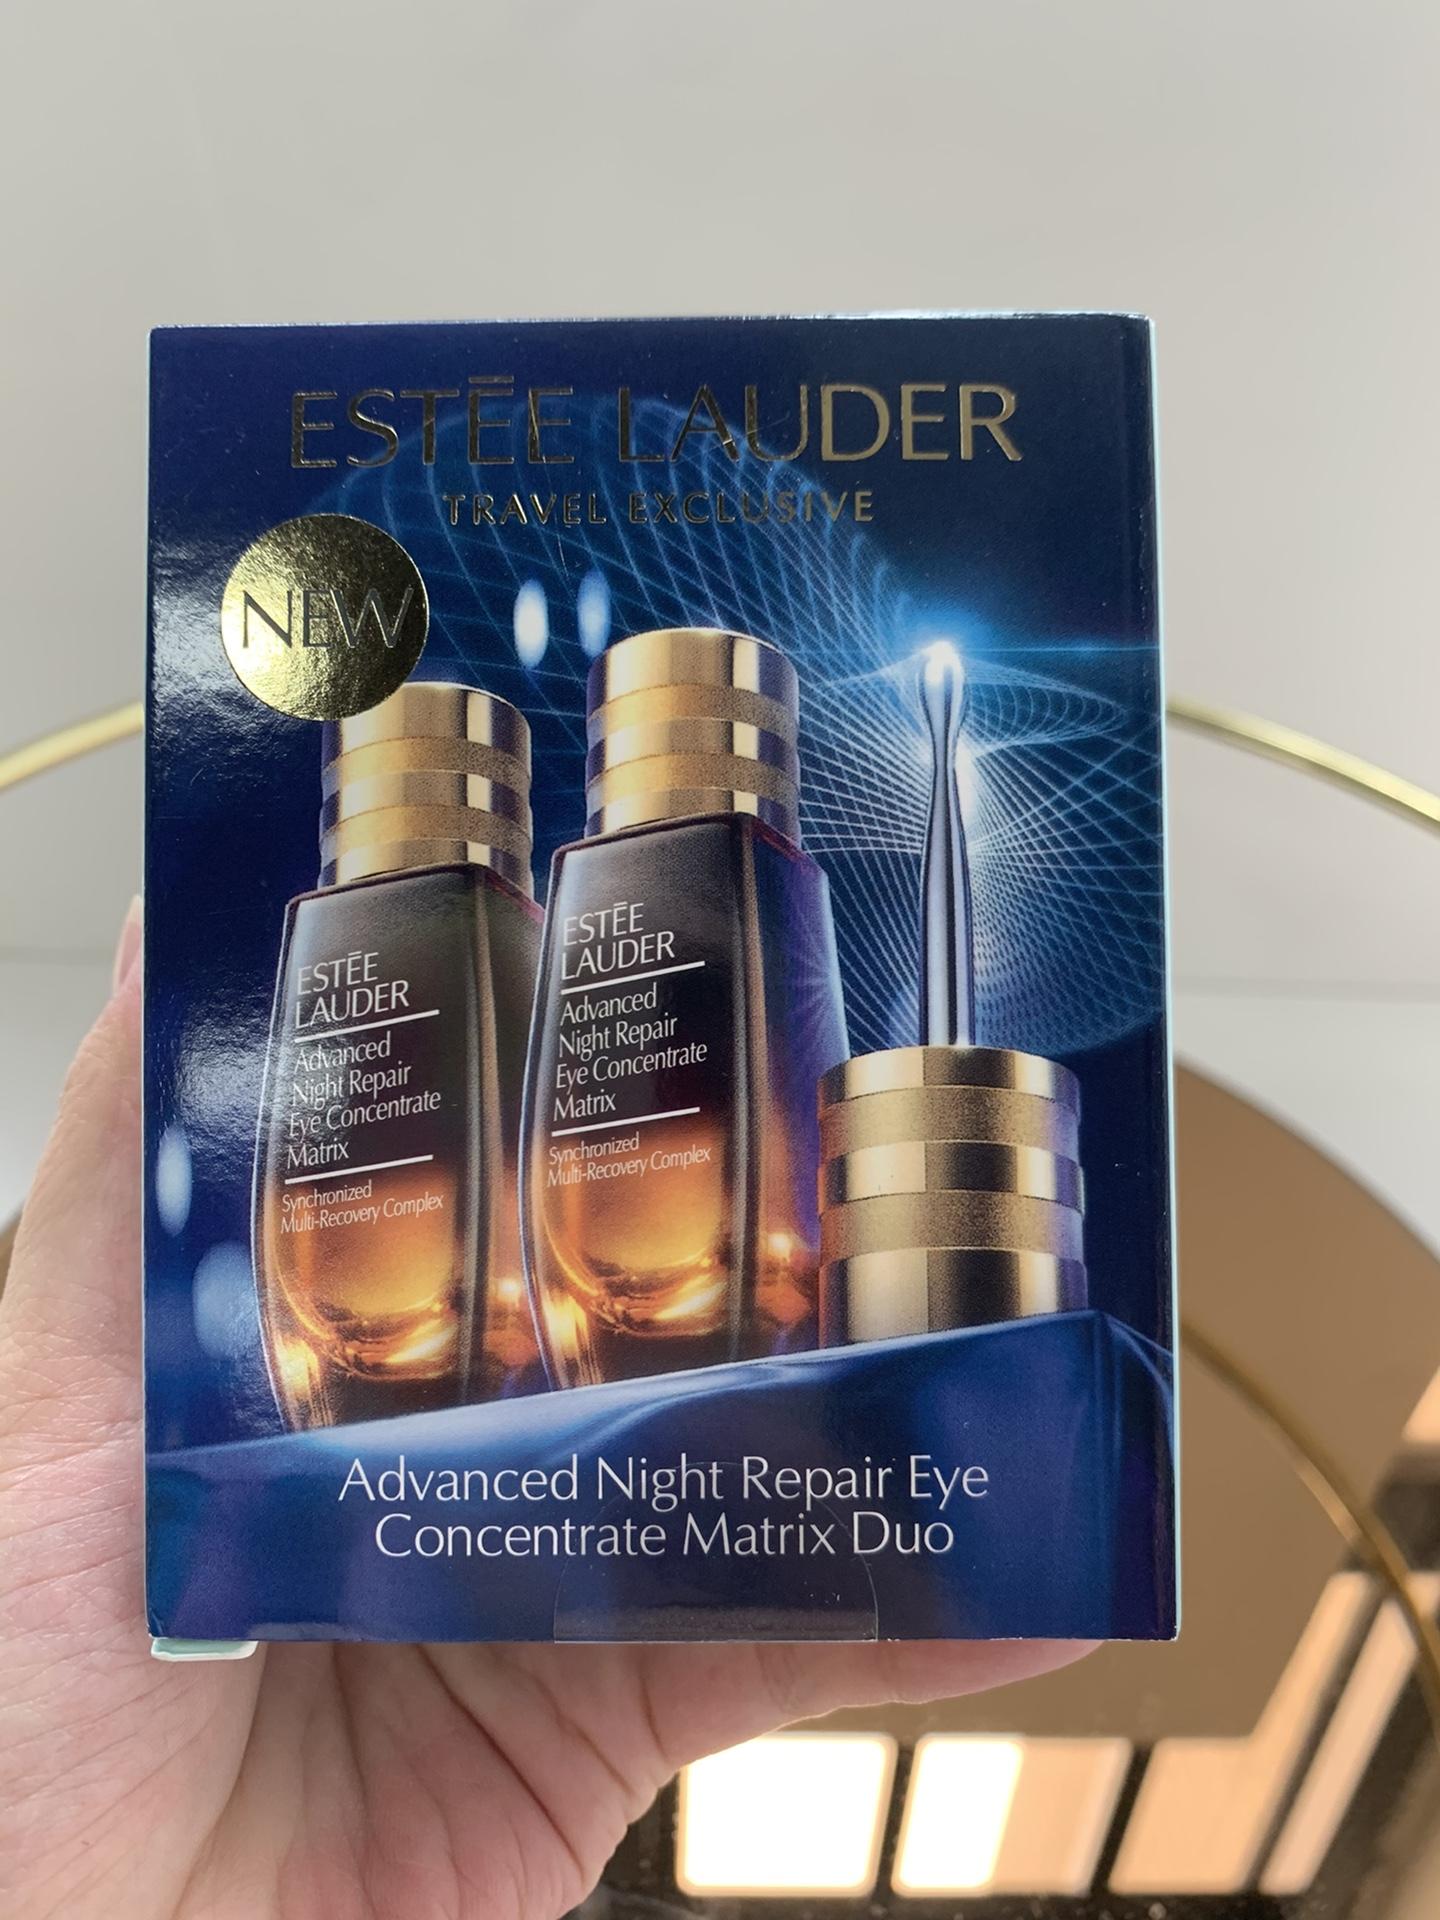 ESTĒE LAUDER
TRAVEL EXCLUSIVE
NEW
ESTĒE
LAUDER
Advanced
Night Repair
Eye Concentrate
Matrix
Synchronized
Multi-Recovery Complex
ESTĒE
LAUDER
Advanced
Night Repair
Eye Concentrate
Matrix
Synchronized
Multi-Recovery Complex
Advanced Night Repair Eye
Concentrate Matrix Duo